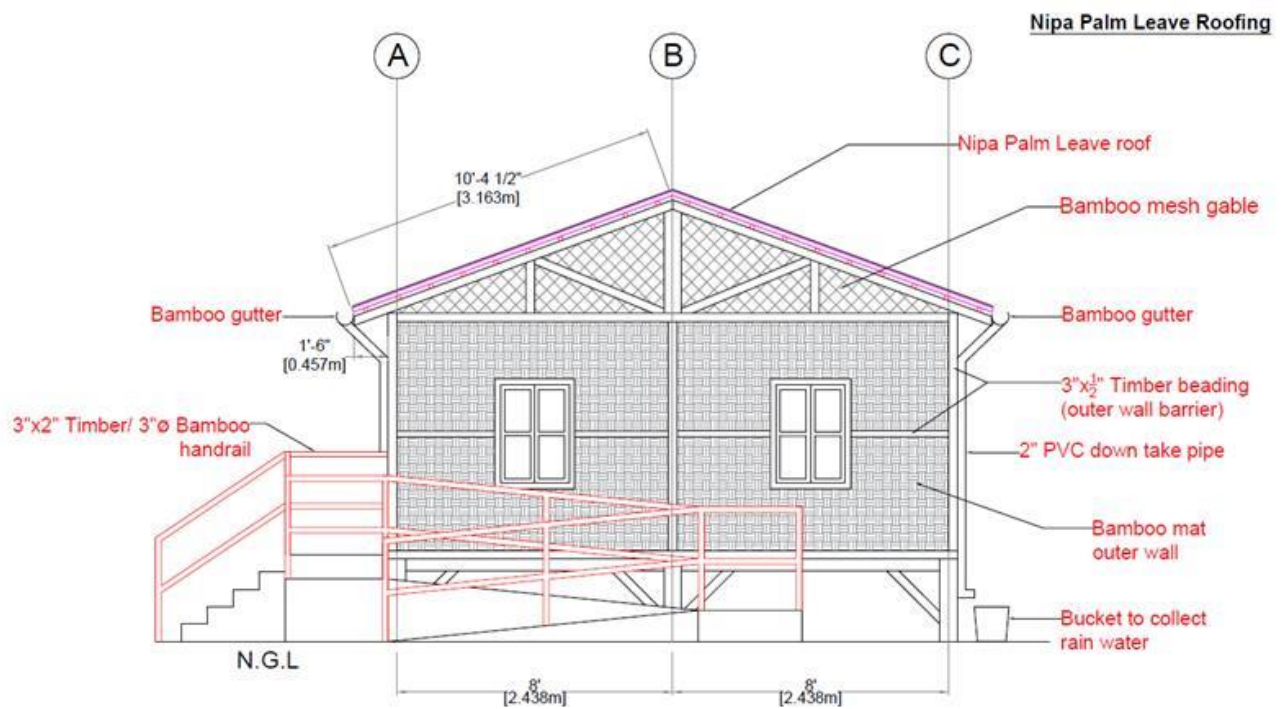 Nipa Palm Leave Roofing
A
B
C
Nipa Palm Leave roof
10'-4 1/2"
[3.163m]
Bamboo mesh gable
Bamboo gutter
Bamboo gutter
1'-6"
[0.457m]
3"x½" Timber beading
(outer wall barrier)
3"x2" Timber/ 3"ø Bamboo
handrail
2" PVC down take pipe
Bamboo mat
outer wall
Bucket to collect
rain water
N.G.L
8'
[2.438m]
8'
[2.438m]